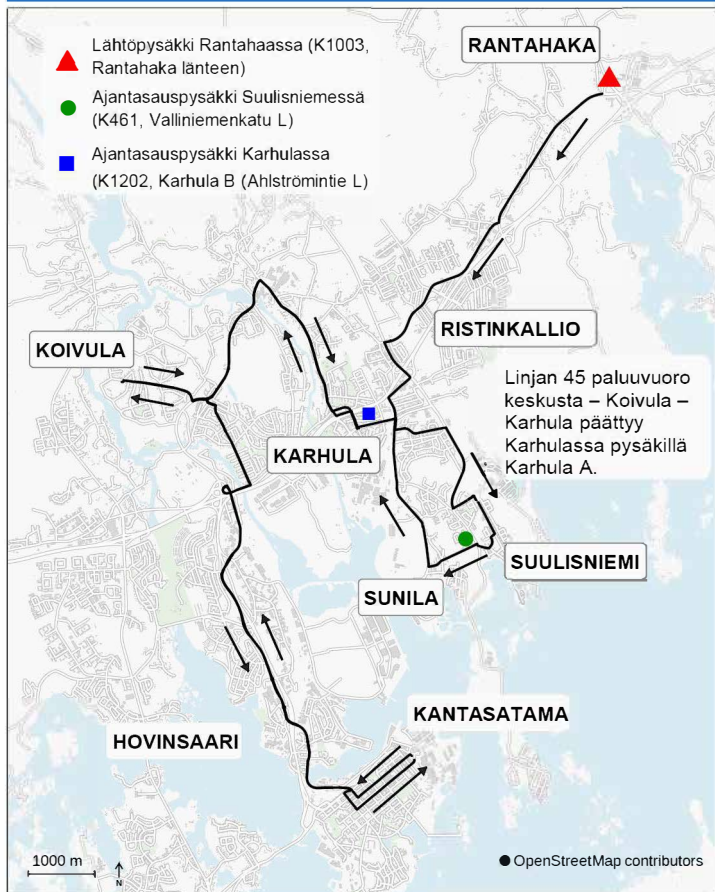 Lähtöpysäkki Rantahaassa (K1003,
Rantahaka länteen)
Ajantasauspysäkki Suulisniemessä
(K461, Valliniemenkatu L)
Ajantasauspysäkki Karhulassa
(K1202, Karhula B (Ahlströmintie L)
RANTAHAKA
RISTINKALLIO
KOIVULA
Linjan 45 paluuvuoro
keskusta – Koivula –
Karhula päättyy
Karhulassa pysäkillä
Karhula A.
KARHULA
SUULISNIEMI
SUNILA
KANTASATAMA
HOVINSAARI
1000 m
N
OpenStreetMap contributors